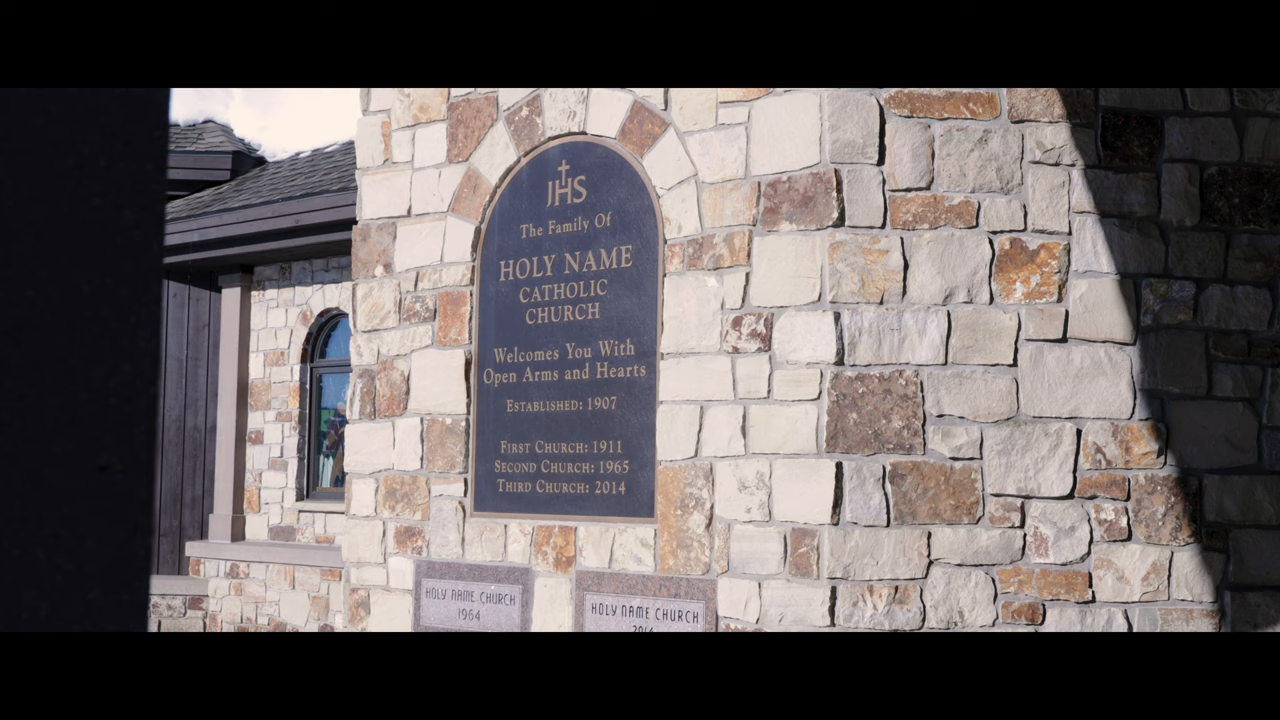 IHS
The Family Of
HOLY NAME
CATHOLIC
CHURCH
Welcomes You With
Open Arms and Hearts
ESTABLISHED: 1907
FIRST CHURCH: 1911
SECOND CHURCH: 1965
THIRD CHURCH: 2014
HOLY NAME CHURCH
1964
HOLY NAME CHURCH
2014